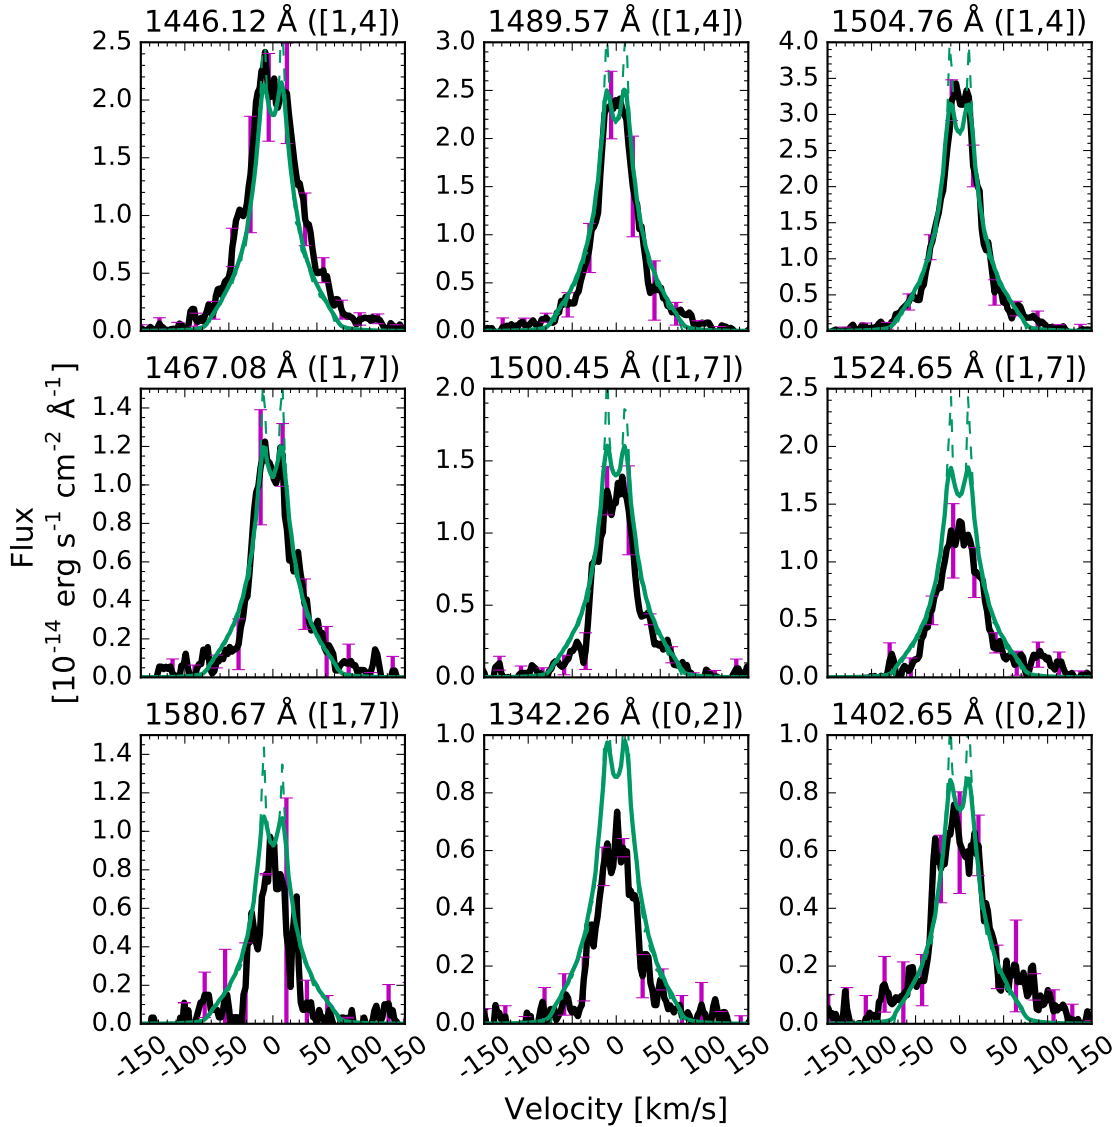 1446.12 Å ([1,4]) 1489.57 Å ([1,4]) 1504.76 Å ([1,4])
2.5 2.0 1.5 1.0 0.5 0.0
3.0 2.5 2.0 1.5 1.0 0.5 0.0
4.0 3.5 3.0 2.5 2.0 1.5 1.0 0.5 0.0
1467.08 Å ([1,7]) 1500.45 Å ([1,7]) 1524.65 Å ([1,7])
1.4 1.2 1.0 0.8 0.6 0.4 0.2 0.0
2.0 1.5 1.0 0.5 0.0
2.5 2.0 1.5 1.0 0.5 0.0
Flux
[10⁻¹⁴ erg s⁻¹ cm⁻² Å⁻¹]
1580.67 Å ([1,7]) 1342.26 Å ([0,2]) 1402.65 Å ([0,2])
1.4 1.2 1.0 0.8 0.6 0.4 0.2 0.0
1.0 0.8 0.6 0.4 0.2 0.0
1.0 0.8 0.6 0.4 0.2 0.0
-150 -100 -50 0 50 100 150
-150 -100 -50 0 50 100 150
-150 -100 -50 0 50 100 150
Velocity [km/s]